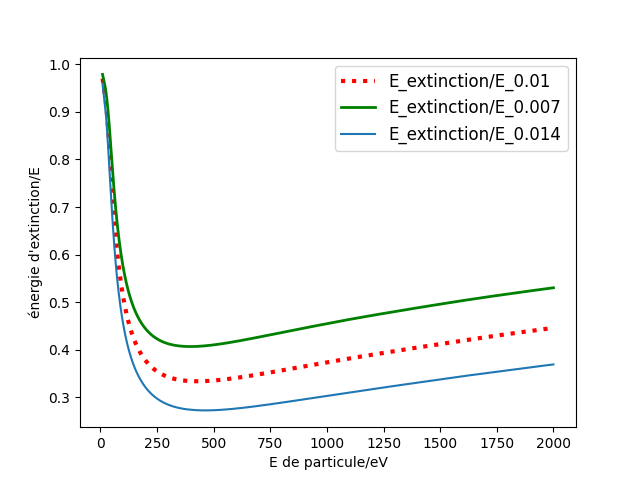 1.0
0.9
0.8
0.7
0.6
0.5
0.4
0.3
énergie d'extinction/E
E_extinction/E_0.01
E_extinction/E_0.007
E_extinction/E_0.014
0 250 500 750 1000 1250 1500 1750 2000
E de particule/eV